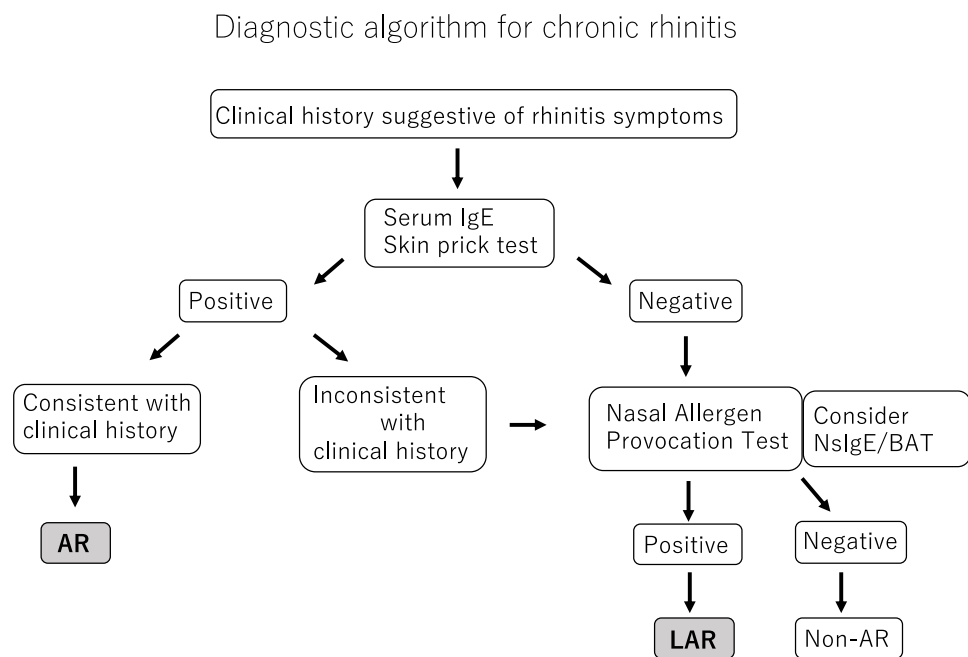 Diagnostic algorithm for chronic rhinitis
Clinical history suggestive of rhinitis symptoms
Serum IgE
Skin prick test
Positive
Negative
Consistent with
clinical history
Inconsistent
with
clinical history
Nasal Allergen
Provocation Test
Consider
NsIgE/BAT
AR
Positive
Negative
LAR
Non-AR